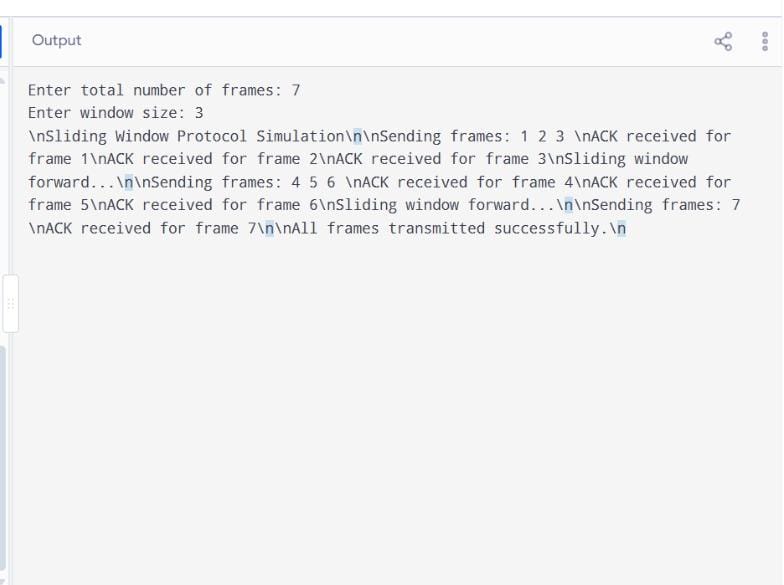 Output
Enter total number of frames: 7
Enter window size: 3
\nSliding Window Protocol Simulation\n\nSending frames: 1 2 3 \nACK received for
frame 1\nACK received for frame 2\nACK received for frame 3\nSliding window
forward...\n\nSending frames: 4 5 6 \nACK received for frame 4\nACK received for
frame 5\nACK received for frame 6\nSliding window forward...\n\nSending frames: 7
\nACK received for frame 7\n\nAll frames transmitted successfully.\n